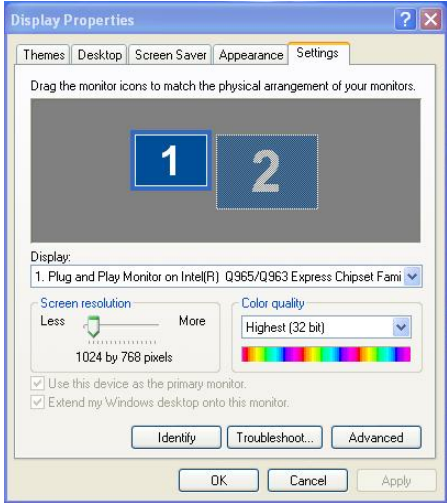 Display Properties
Themes Desktop Screen Saver Appearance Settings
Drag the monitor icons to match the physical arrangement of your monitors.
1 2
Display:
1. Plug and Play Monitor on Intel(R) Q965/Q963 Express Chipset Fami
Screen resolution
Less More
1024 by 768 pixels
Color quality
Highest (32 bit)
Use this device as the primary monitor.
Extend my Windows desktop onto this monitor.
Identify Troubleshoot... Advanced
OK Cancel Apply